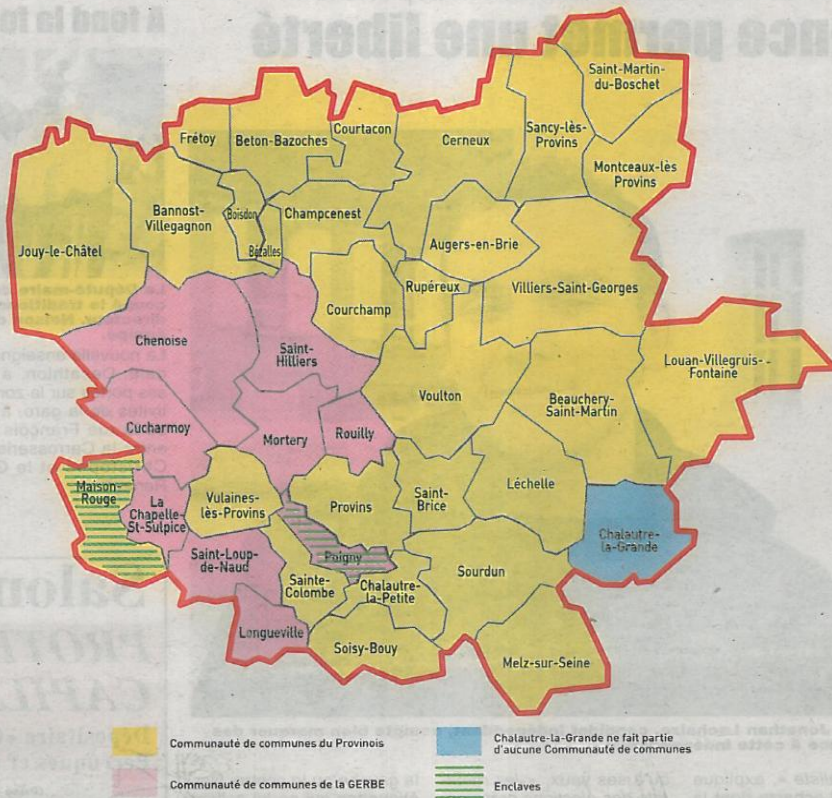 Saint-Martin-
du-Boschet
Frétoy
Beton-Bazoches
Courtacon
Cerneux
Sancy-lès-
Provins
Montceaux-lès
Provins
Bannost-
Villegagnon
Boisdon
Champcenest
Bézalles
Augers-en-Brie
Jouy-le-Châtel
Courchamp
Rupéreux
Villiers-Saint-Georges
Chenoise
Saint-
Hilliers
Louan-Villegruis-
Fontaine
Voulton
Beauchery-
Saint-Martin
Cucharmoy
Mortery
Rouilly
Maison-
Rouge
La
Chapelle-
St-Sulpice
Vulaines-
lès-Provins
Provins
Saint-
Brice
Léchelle
Chalautre-
la-Grande
Saint-Loup-
de-Naud
Poigny
Sainte-
Colombe
Chalautre-
la-Petite
Sourdun
Longueville
Soisy-Bouy
Melz-sur-Seine
Communauté de communes du Provinois
Chalautre-la-Grande ne fait partie
d'aucune Communauté de communes
Communauté de communes de la GERBE
Enclaves